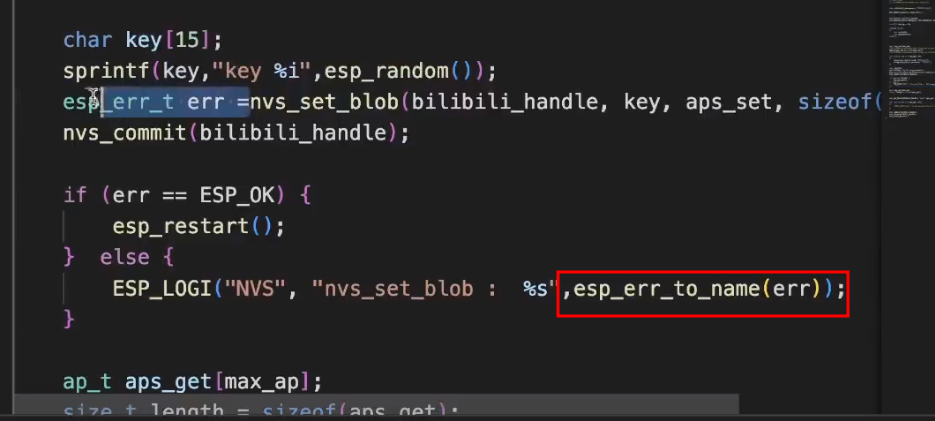 char key[15];
sprintf(key,"key %i",esp_random());
esp_err_t err =nvs_set_blob(bilibili_handle, key, aps_set, sizeof(
nvs_commit(bilibili_handle);
if (err == ESP_OK) {
esp_restart();
} else {
ESP_LOGI("NVS", "nvs_set_blob :  %s",esp_err_to_name(err));
}
ap_t aps_get[max_ap];
size_t length = sizeof(aps_get);